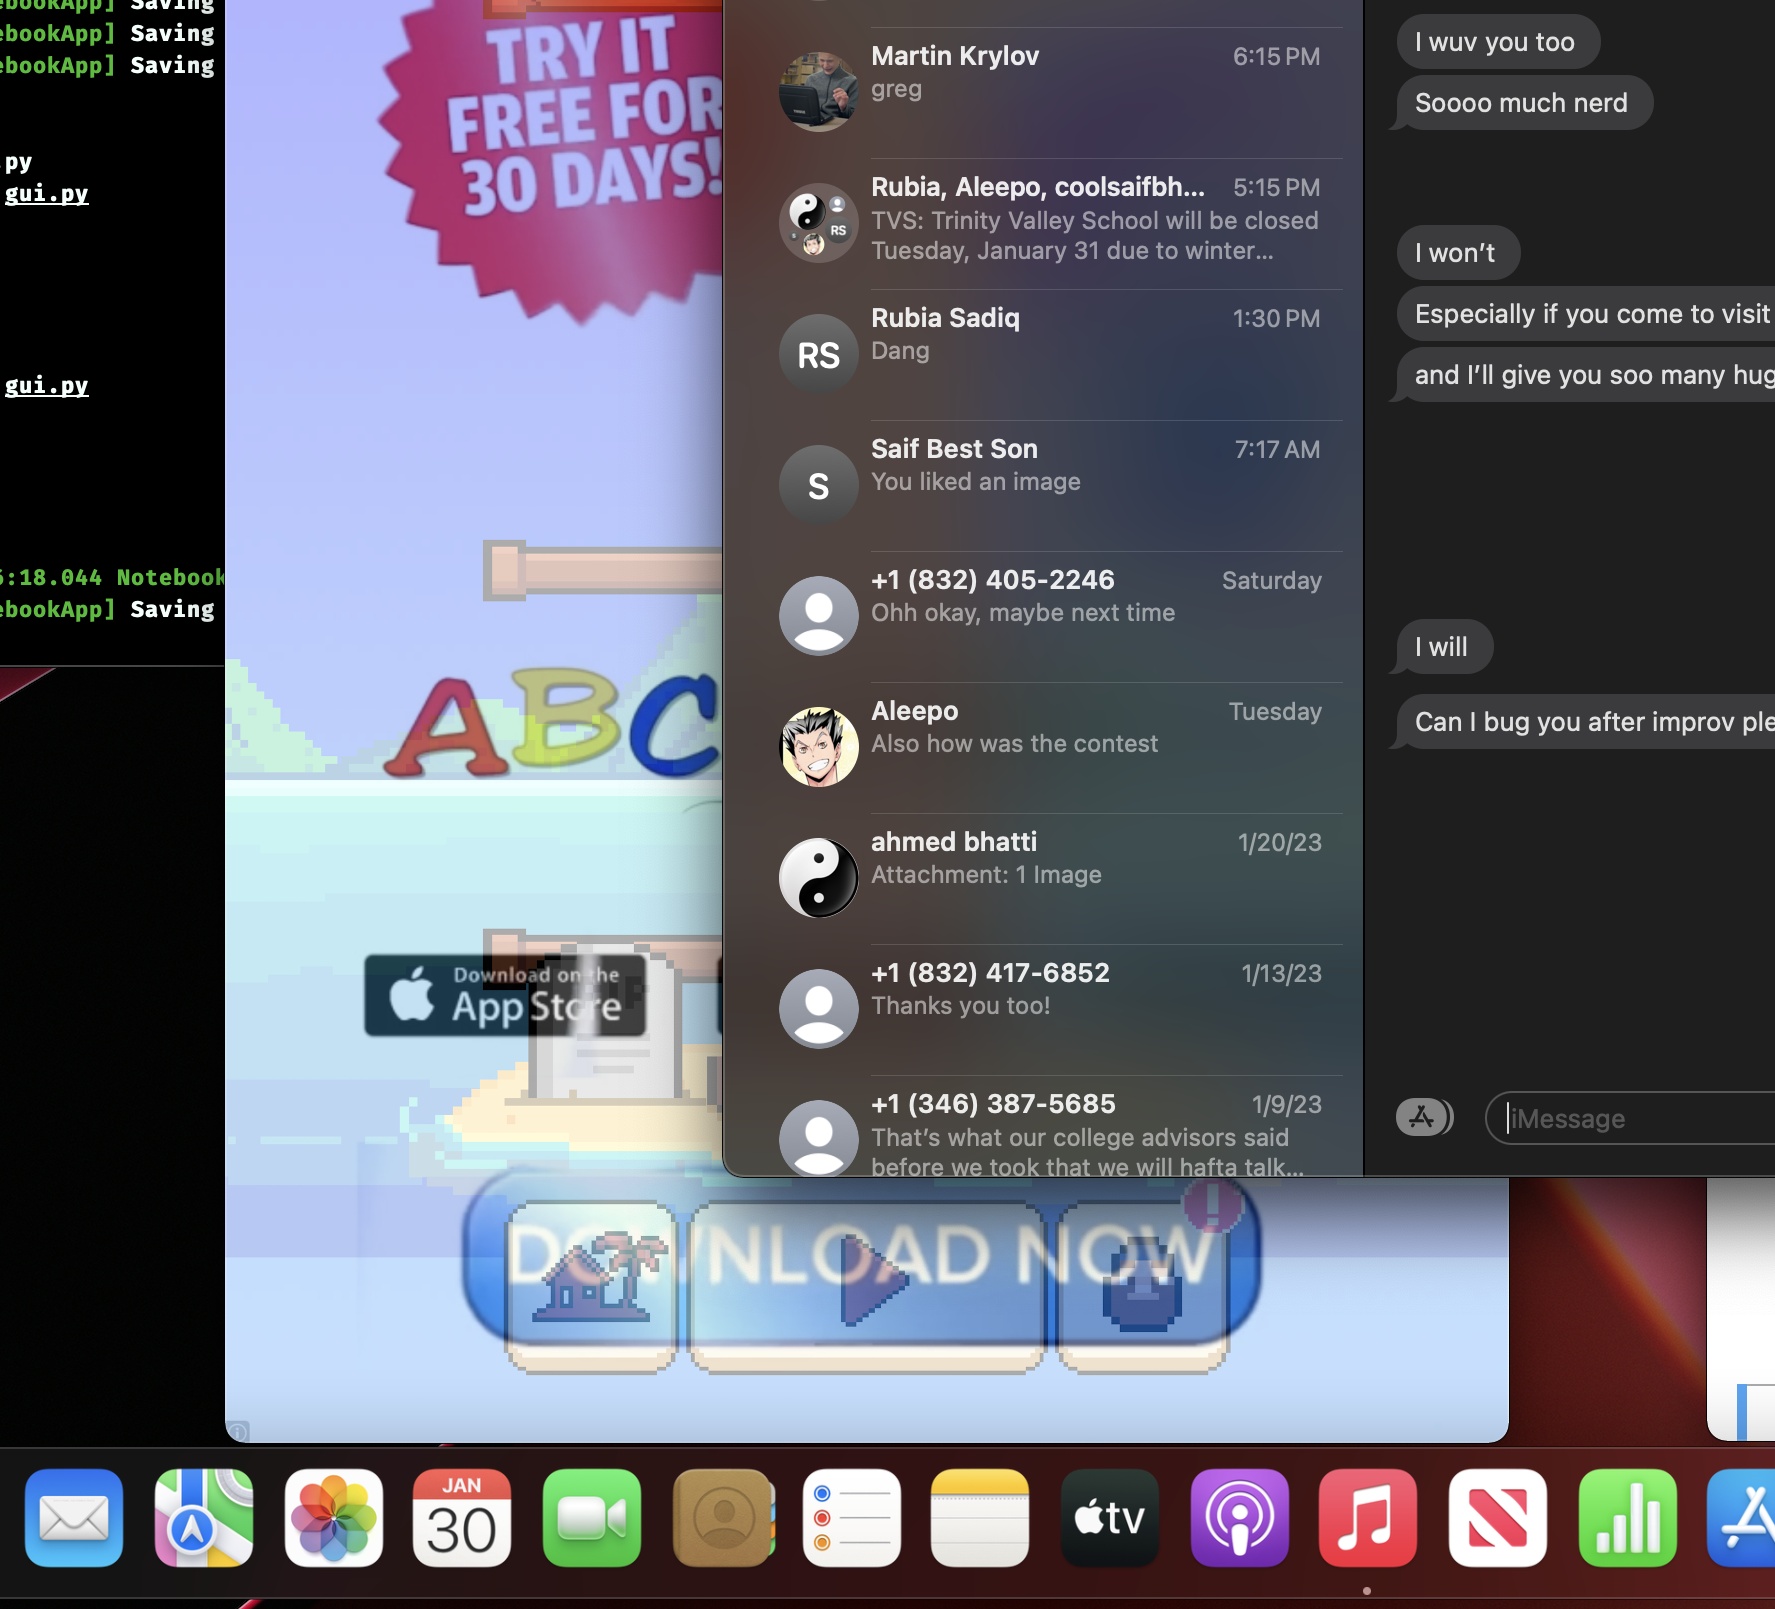 ebookApp] Saving
ebookApp] Saving
ebookApp] Saving
.py
gui.py
gui.py
6:18.044 Notebook
ebookApp] Saving
TRY IT
FREE FOR
30 DAYS!
ABC
Download on the
App Store
DOWNLOAD NOW
!
Martin Krylov 6:15 PM
greg
Rubia, Aleepo, coolsaifbh... 5:15 PM
RS
TVS: Trinity Valley School will be closed
Tuesday, January 31 due to winter...
Rubia Sadiq 1:30 PM
RS
Dang
Saif Best Son 7:17 AM
S
You liked an image
+1 (832) 405-2246 Saturday
Ohh okay, maybe next time
Aleepo Tuesday
Also how was the contest
ahmed bhatti 1/20/23
Attachment: 1 Image
+1 (832) 417-6852 1/13/23
Thanks you too!
+1 (346) 387-5685 1/9/23
That’s what our college advisors said
before we took that we will hafta talk...
I wuv you too
Soooo much nerd
I won’t
Especially if you come to visit
and I’ll give you soo many hug
I will
Can I bug you after improv ple
iMessage
JAN
30
tv